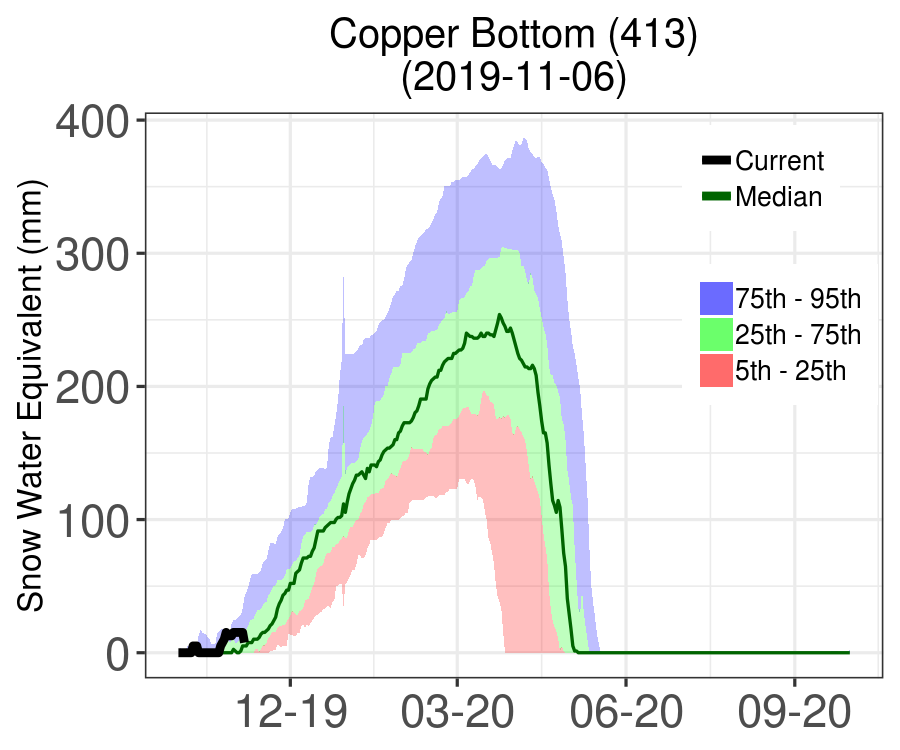 Copper Bottom (413)
(2019-11-06)
Snow Water Equivalent (mm)
400
300
200
100
0
Current
Median
75th - 95th
25th - 75th
5th - 25th
12-19
03-20
06-20
09-20